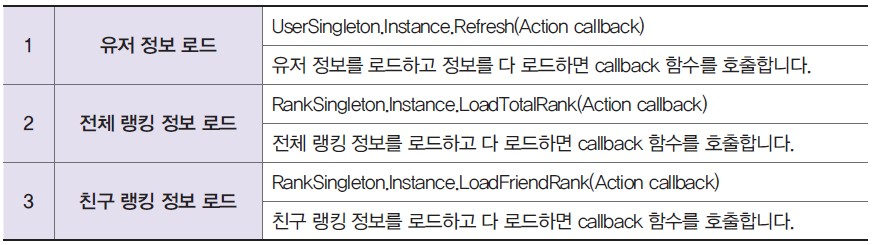 1
유저 정보 로드
UserSingleton.Instance.Refresh(Action callback)
유저 정보를 로드하고 정보를 다 로드하면 callback 함수를 호출합니다.
2
전체 랭킹 정보 로드
RankSingleton.Instance.LoadTotalRank(Action callback)
전체 랭킹 정보를 로드하고 다 로드하면 callback 함수를 호출합니다.
3
친구 랭킹 정보 로드
RankSingleton.Instance.LoadFriendRank(Action callback)
친구 랭킹 정보를 로드하고 다 로드하면 callback 함수를 호출합니다.